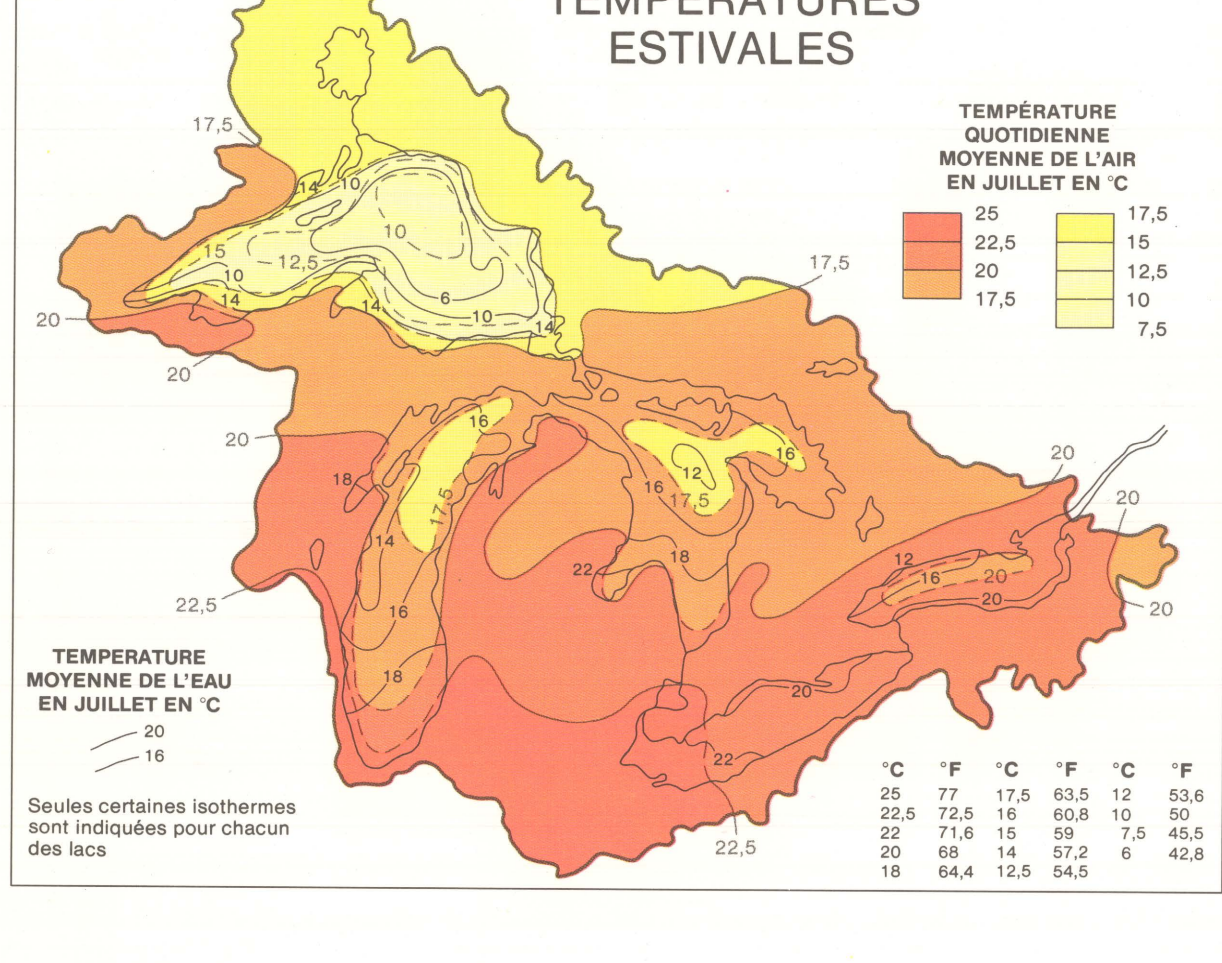 TEMPÉRATURES
ESTIVALES
TEMPÉRATURE
QUOTIDIENNE
MOYENNE DE L'AIR
EN JUILLET EN °C
25
22,5
20
17,5
17,5
15
12,5
10
7,5
17,5
14
10
15
10
12,5
10
14
6
10
14
14
17,5
20
20
20
16
18
17,5
14
16
18
22,5
16
12
16
17,5
18
22
20
20
12
16
20
20
20
20
22
22,5
TEMPERATURE
MOYENNE DE L'EAU
EN JUILLET EN °C
20
16
Seules certaines isothermes
sont indiquées pour chacun
des lacs
°C °F °C °F °C °F
25 77 17,5 63,5 12 53,6
22,5 72,5 16 60,8 10 50
22 71,6 15 59 7,5 45,5
20 68 14 57,2 6 42,8
18 64,4 12,5 54,5